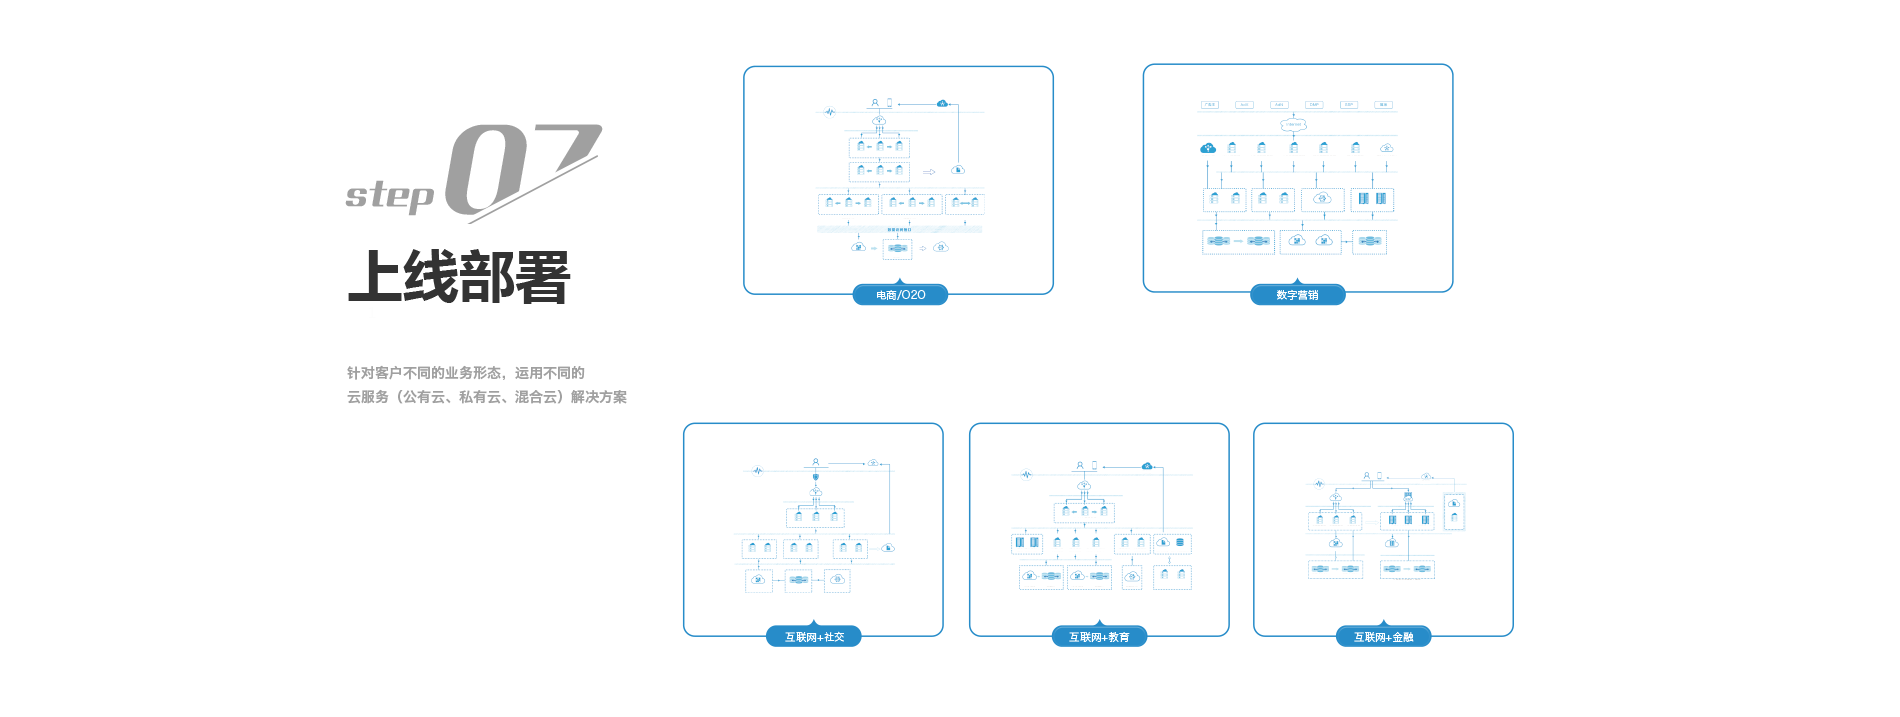 step 07
上线部署
针对客户不同的业务形态，运用不同的
云服务（公有云、私有云、混合云）解决方案
电商/O2O
数字营销
互联网+社交
互联网+教育
互联网+金融